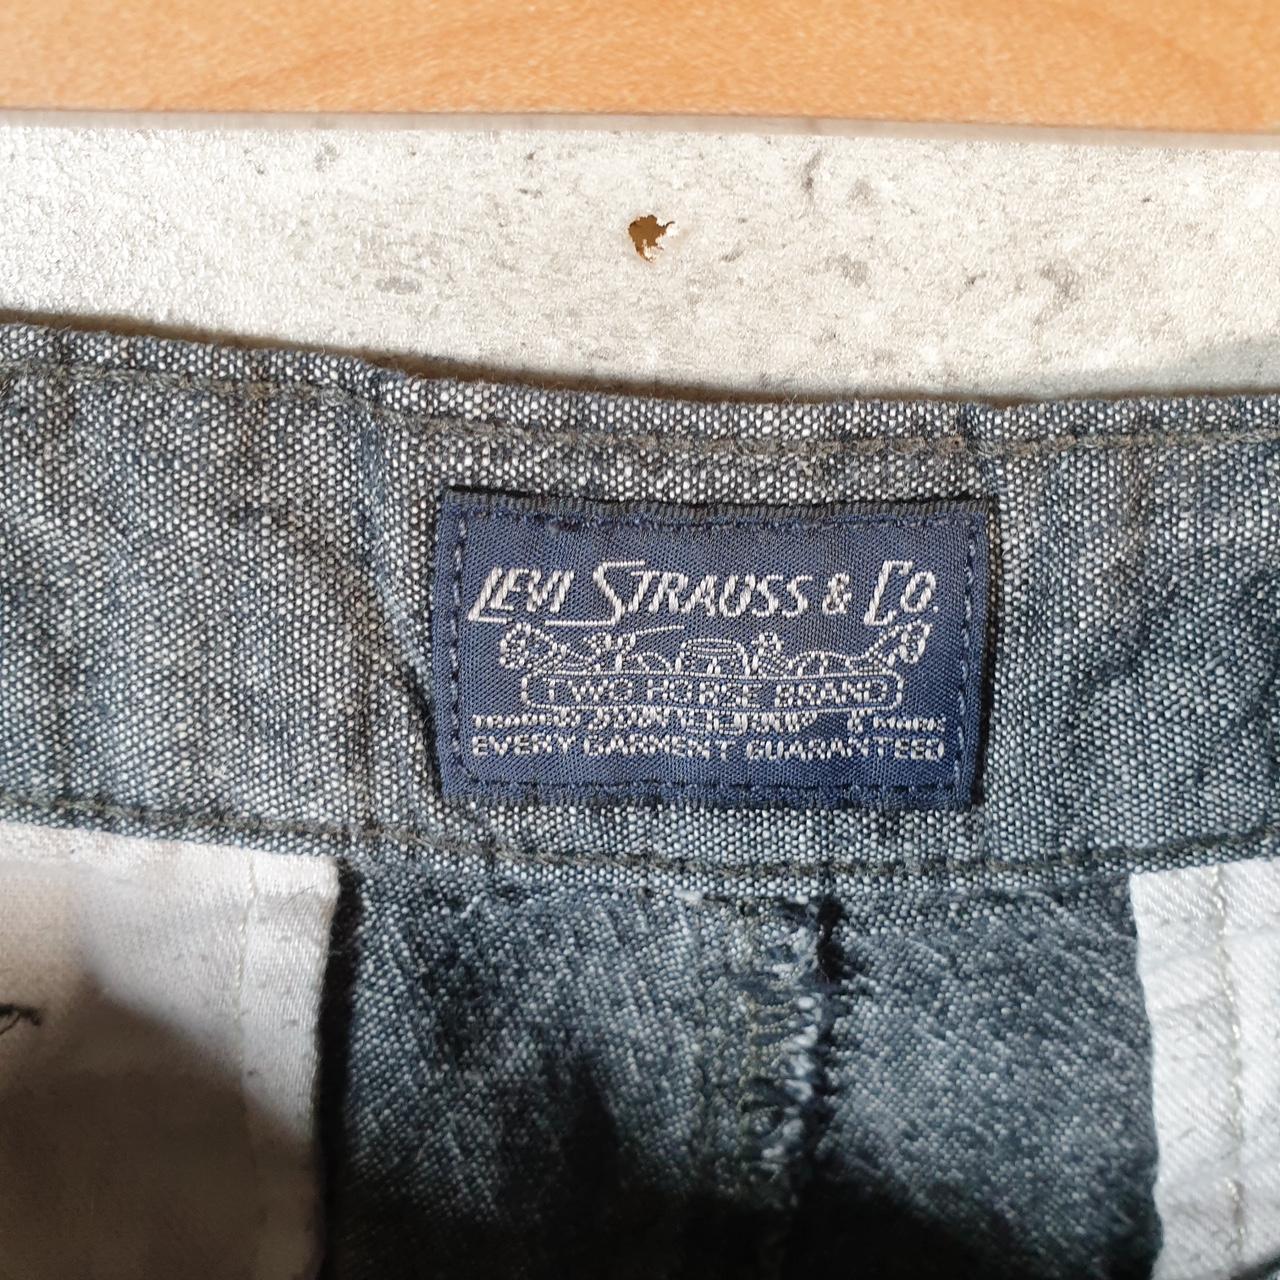 LEVI STRAUSS & CO.
TWO HORSE BRAND
EVERY GARMENT GUARANTEED